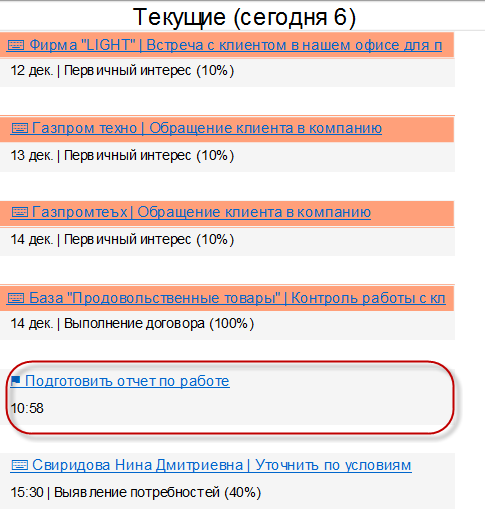 Текущие (сегодня 6)
Фирма "LIGHT" | Встреча с клиентом в нашем офисе для п
12 дек. | Первичный интерес (10%)
Газпром техно | Обращение клиента в компанию
13 дек. | Первичный интерес (10%)
Газпромтеъх | Обращение клиента в компанию
14 дек. | Первичный интерес (10%)
База "Продовольственные товары" | Контроль работы с кл
14 дек. | Выполнение договора (100%)
Подготовить отчет по работе
10:58
Свиридова Нина Дмитриевна | Уточнить по условиям
15:30 | Выявление потребностей (40%)